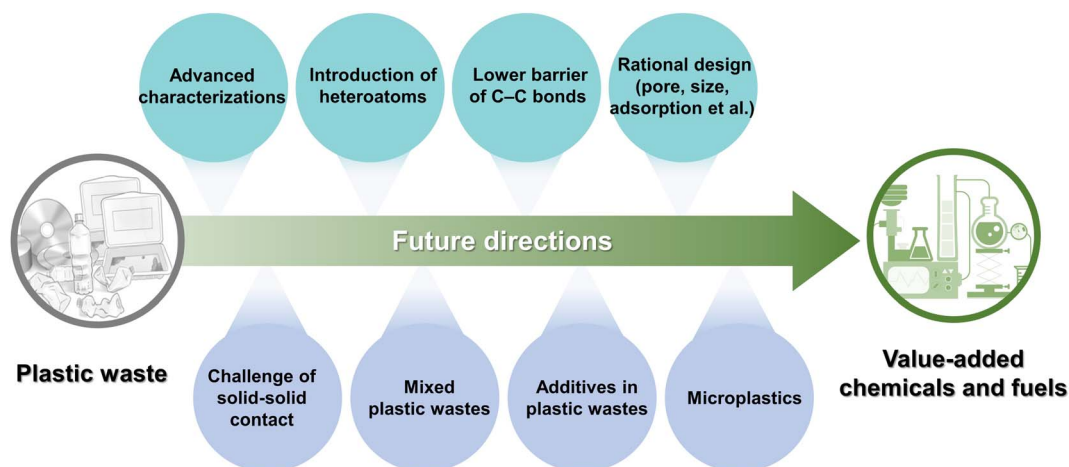 Advanced
characterizations
Introduction of
heteroatoms
Lower barrier
of C–C bonds
Rational design
(pore, size,
adsorption et al.)
Future directions
Plastic waste
Value-added
chemicals and fuels
Challenge of
solid-solid
contact
Mixed
plastic wastes
Additives in
plastic wastes
Microplastics